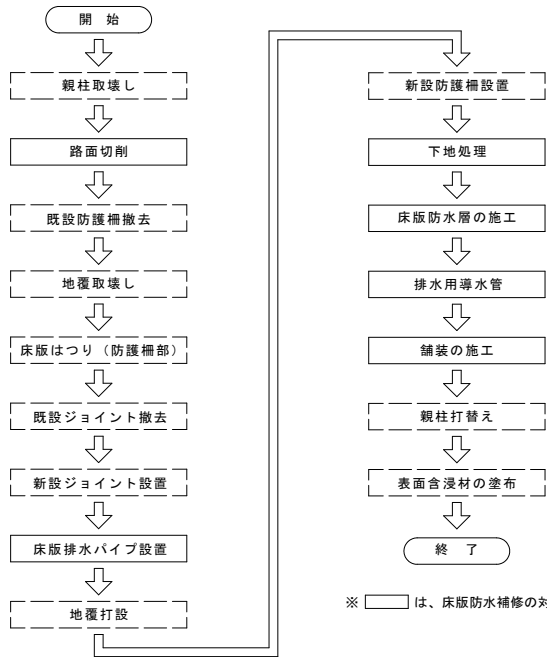 開 始
親柱取壊し
路面切削
既設防護柵撤去
地覆取壊し
床版はつり（防護柵部）
既設ジョイント撤去
新設ジョイント設置
床版排水パイプ設置
地覆打設
新設防護柵設置
下地処理
床版防水層の施工
排水用導水管
舗装の施工
親柱打替え
表面含浸材の塗布
終 了
※ は、床版防水補修の対